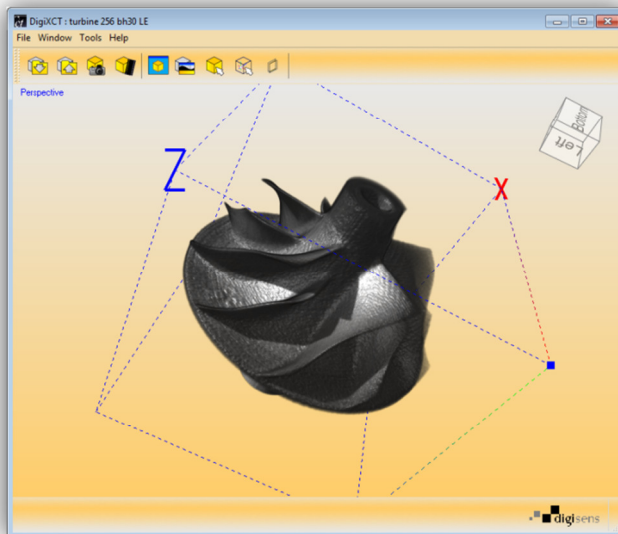 DigiXCT : turbine 256 bh30 LE
File Window Tools Help
Perspective
Bottom
Left
Z
X
digisens